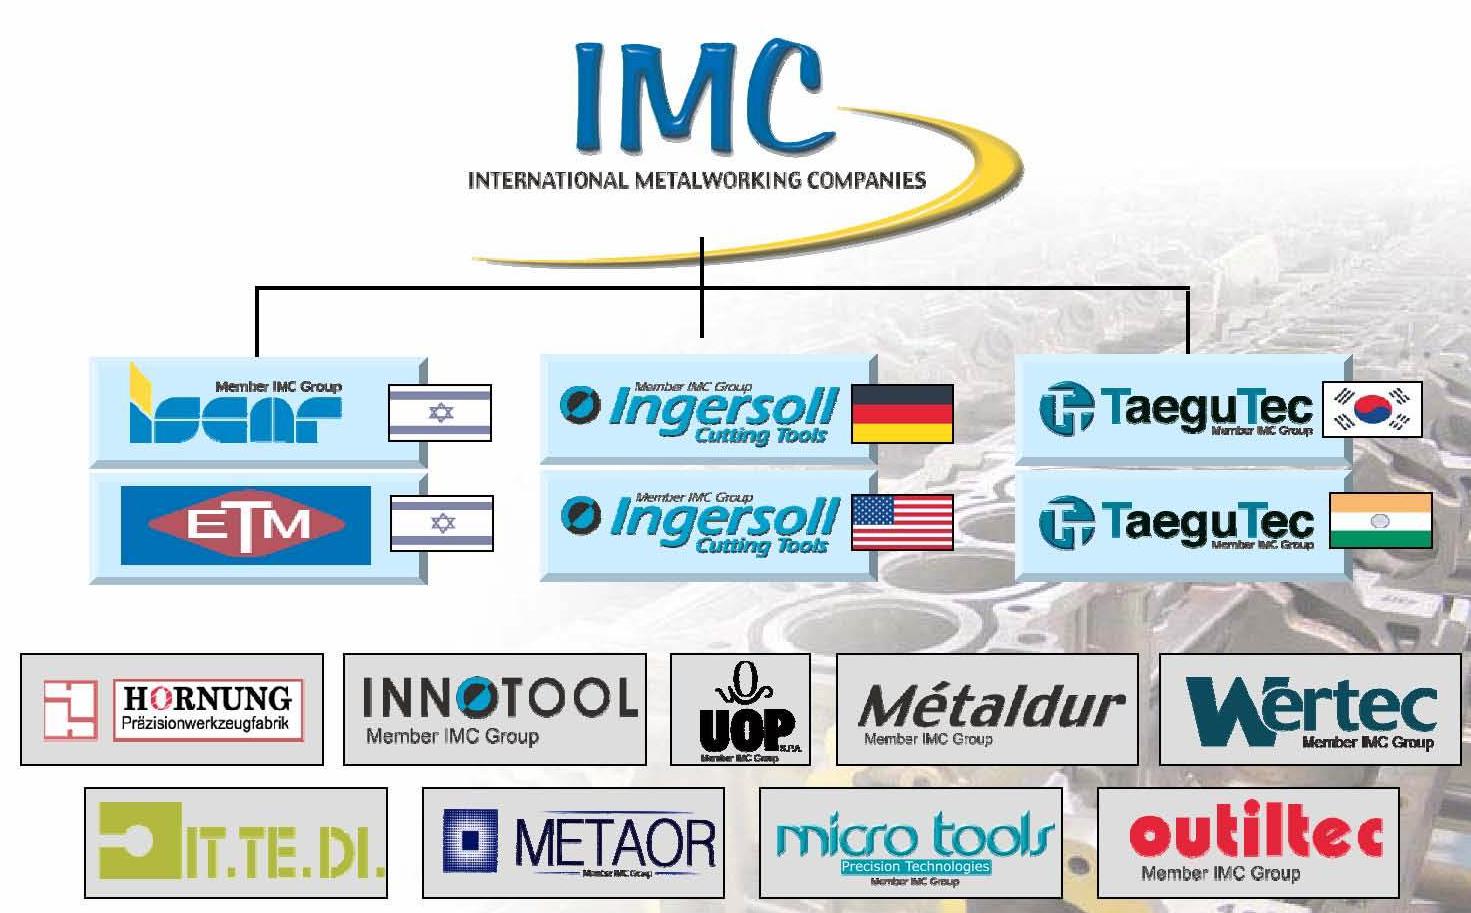 IMC
INTERNATIONAL METALWORKING COMPANIES
Member IMC Group
iscar
ETM
Member IMC Group
Ingersoll
Cutting Tools
Member IMC Group
Ingersoll
Cutting Tools
TaeguTec
Member IMC Group
TaeguTec
Member IMC Group
HORNUNG
Präzisionwerkzeugfabrik
INNOTOOL
Member IMC Group
UOP S.P.A.
Member IMC Group
Métaldur
Member IMC Group
Wertec
Member IMC Group
IT.TE.DI.
METAOR
Member IMC Group
micro tools
Precision Technologies
Member IMC Group
outiltec
Member IMC Group